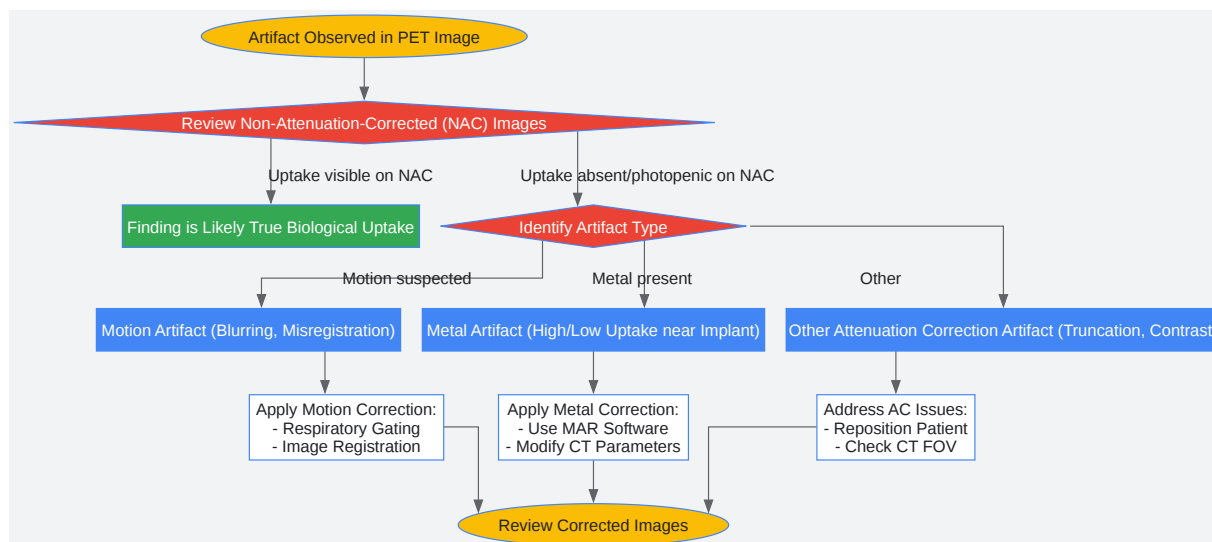 Artifact Observed in PET Image
Review Non-Attenuation-Corrected (NAC) Images
Uptake visible on NAC
Uptake absent/photopenic on NAC
Finding is Likely True Biological Uptake
Identify Artifact Type
Motion suspected
Metal present
Other
Motion Artifact (Blurring, Misregistration)
Metal Artifact (High/Low Uptake near Implant)
Other Attenuation Correction Artifact (Truncation, Contrast
Apply Motion Correction:
- Respiratory Gating
- Image Registration
Apply Metal Correction:
- Use MAR Software
- Modify CT Parameters
Address AC Issues:
- Reposition Patient
- Check CT FOV
Review Corrected Images